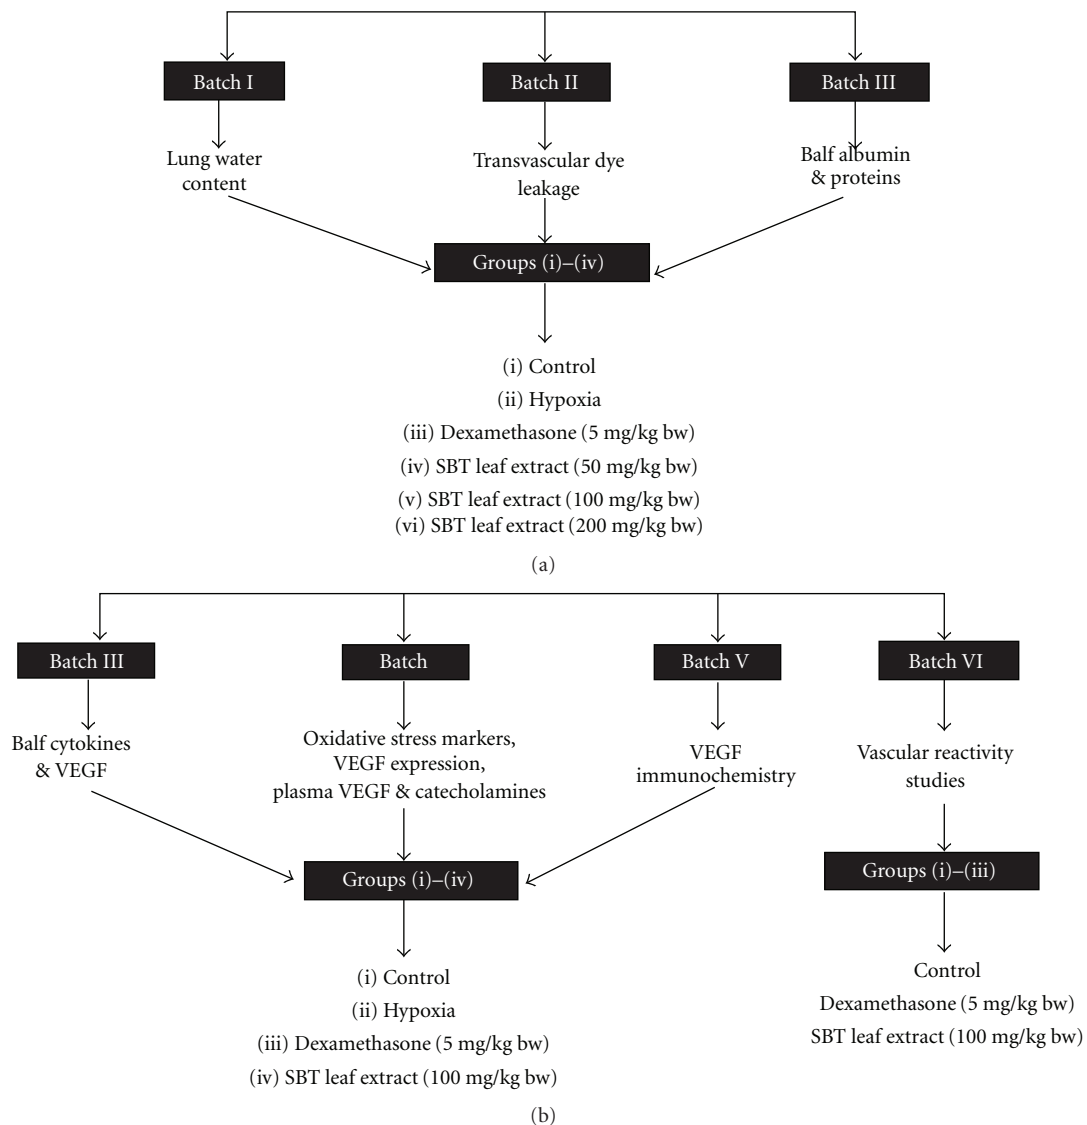 Batch I
Batch II
Batch III
Lung water
content
Transvascular dye
leakage
Balf albumin
& proteins
Groups (i)–(iv)
(i) Control
(ii) Hypoxia
(iii) Dexamethasone (5 mg/kg bw)
(iv) SBT leaf extract (50 mg/kg bw)
(v) SBT leaf extract (100 mg/kg bw)
(vi) SBT leaf extract (200 mg/kg bw)
(a)
Batch III
Batch
Batch V
Batch VI
Balf cytokines
& VEGF
Oxidative stress markers,
VEGF expression,
plasma VEGF & catecholamines
VEGF
immunochemistry
Vascular reactivity
studies
Groups (i)–(iv)
Groups (i)–(iii)
(i) Control
(ii) Hypoxia
(iii) Dexamethasone (5 mg/kg bw)
(iv) SBT leaf extract (100 mg/kg bw)
Control
Dexamethasone (5 mg/kg bw)
SBT leaf extract (100 mg/kg bw)
(b)